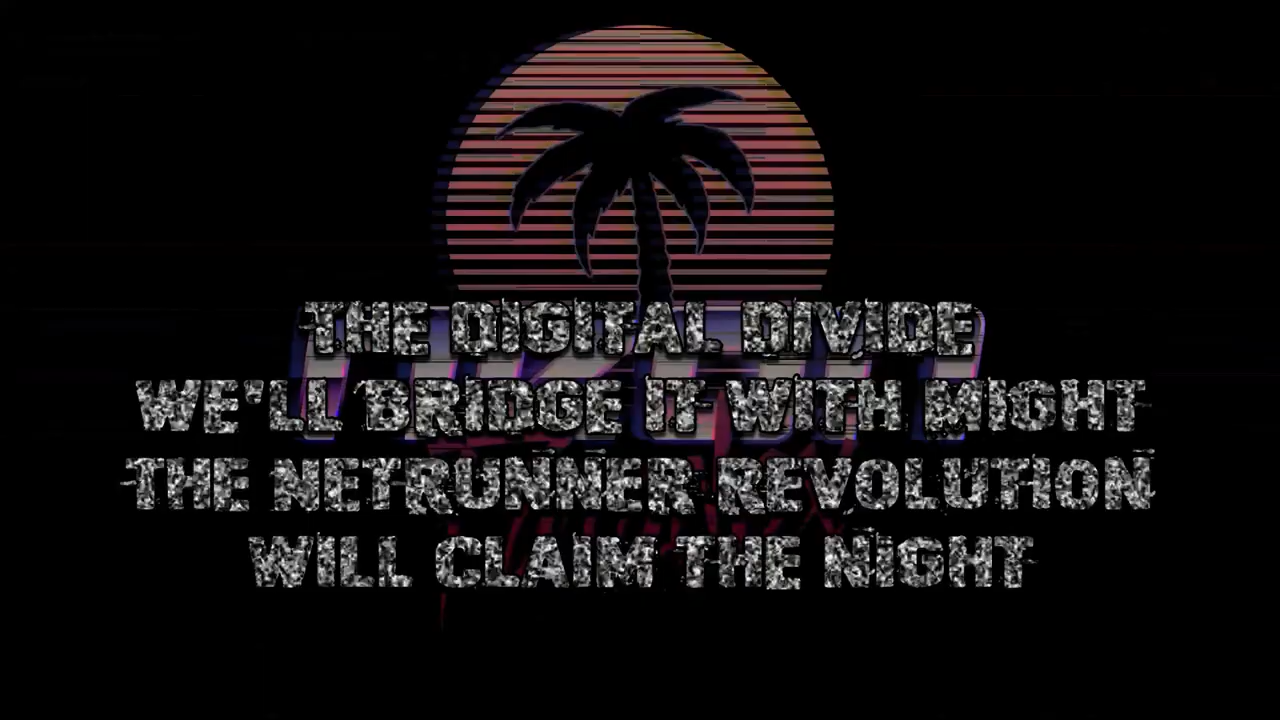 THE DIGITAL DIVIDE
WE'LL BRIDGE IT WITH MIGHT
THE NETRUNNER REVOLUTION
WILL CLAIM THE NIGHT